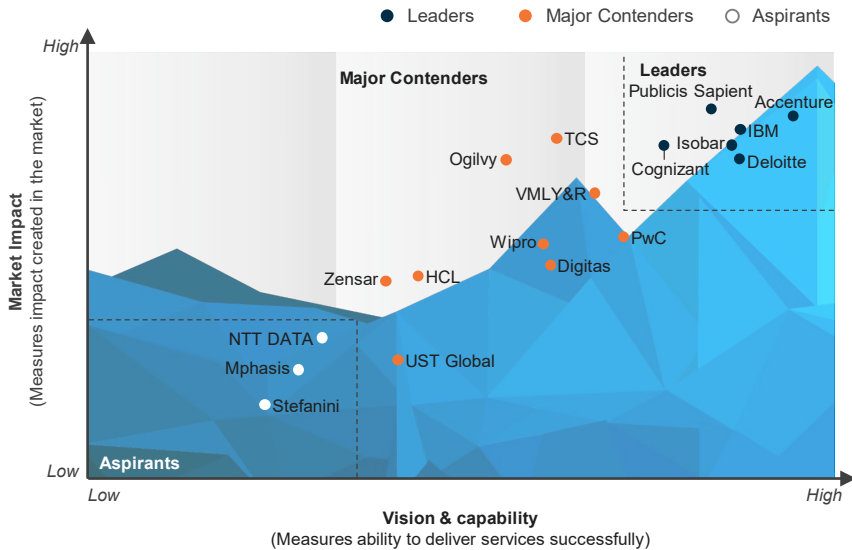 Leaders
Major Contenders
Aspirants
High
Major Contenders
Leaders
Publicis Sapient
Accenture
TCS
IBM
Isobar
Ogilvy
Cognizant
Deloitte
VMLY&R
Wipro
PwC
Digitas
Zensar
HCL
NTT DATA
UST Global
Mphasis
Stefanini
Aspirants
Market Impact
(Measures impact created in the market)
Low
Low
High
Vision & capability
(Measures ability to deliver services successfully)